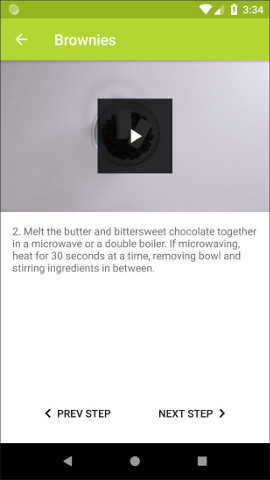 3:34
Brownies
2. Melt the butter and bittersweet chocolate together
in a microwave or a double boiler. If microwaving,
heat for 30 seconds at a time, removing bowl and
stirring ingredients in between.
PREV STEP
NEXT STEP